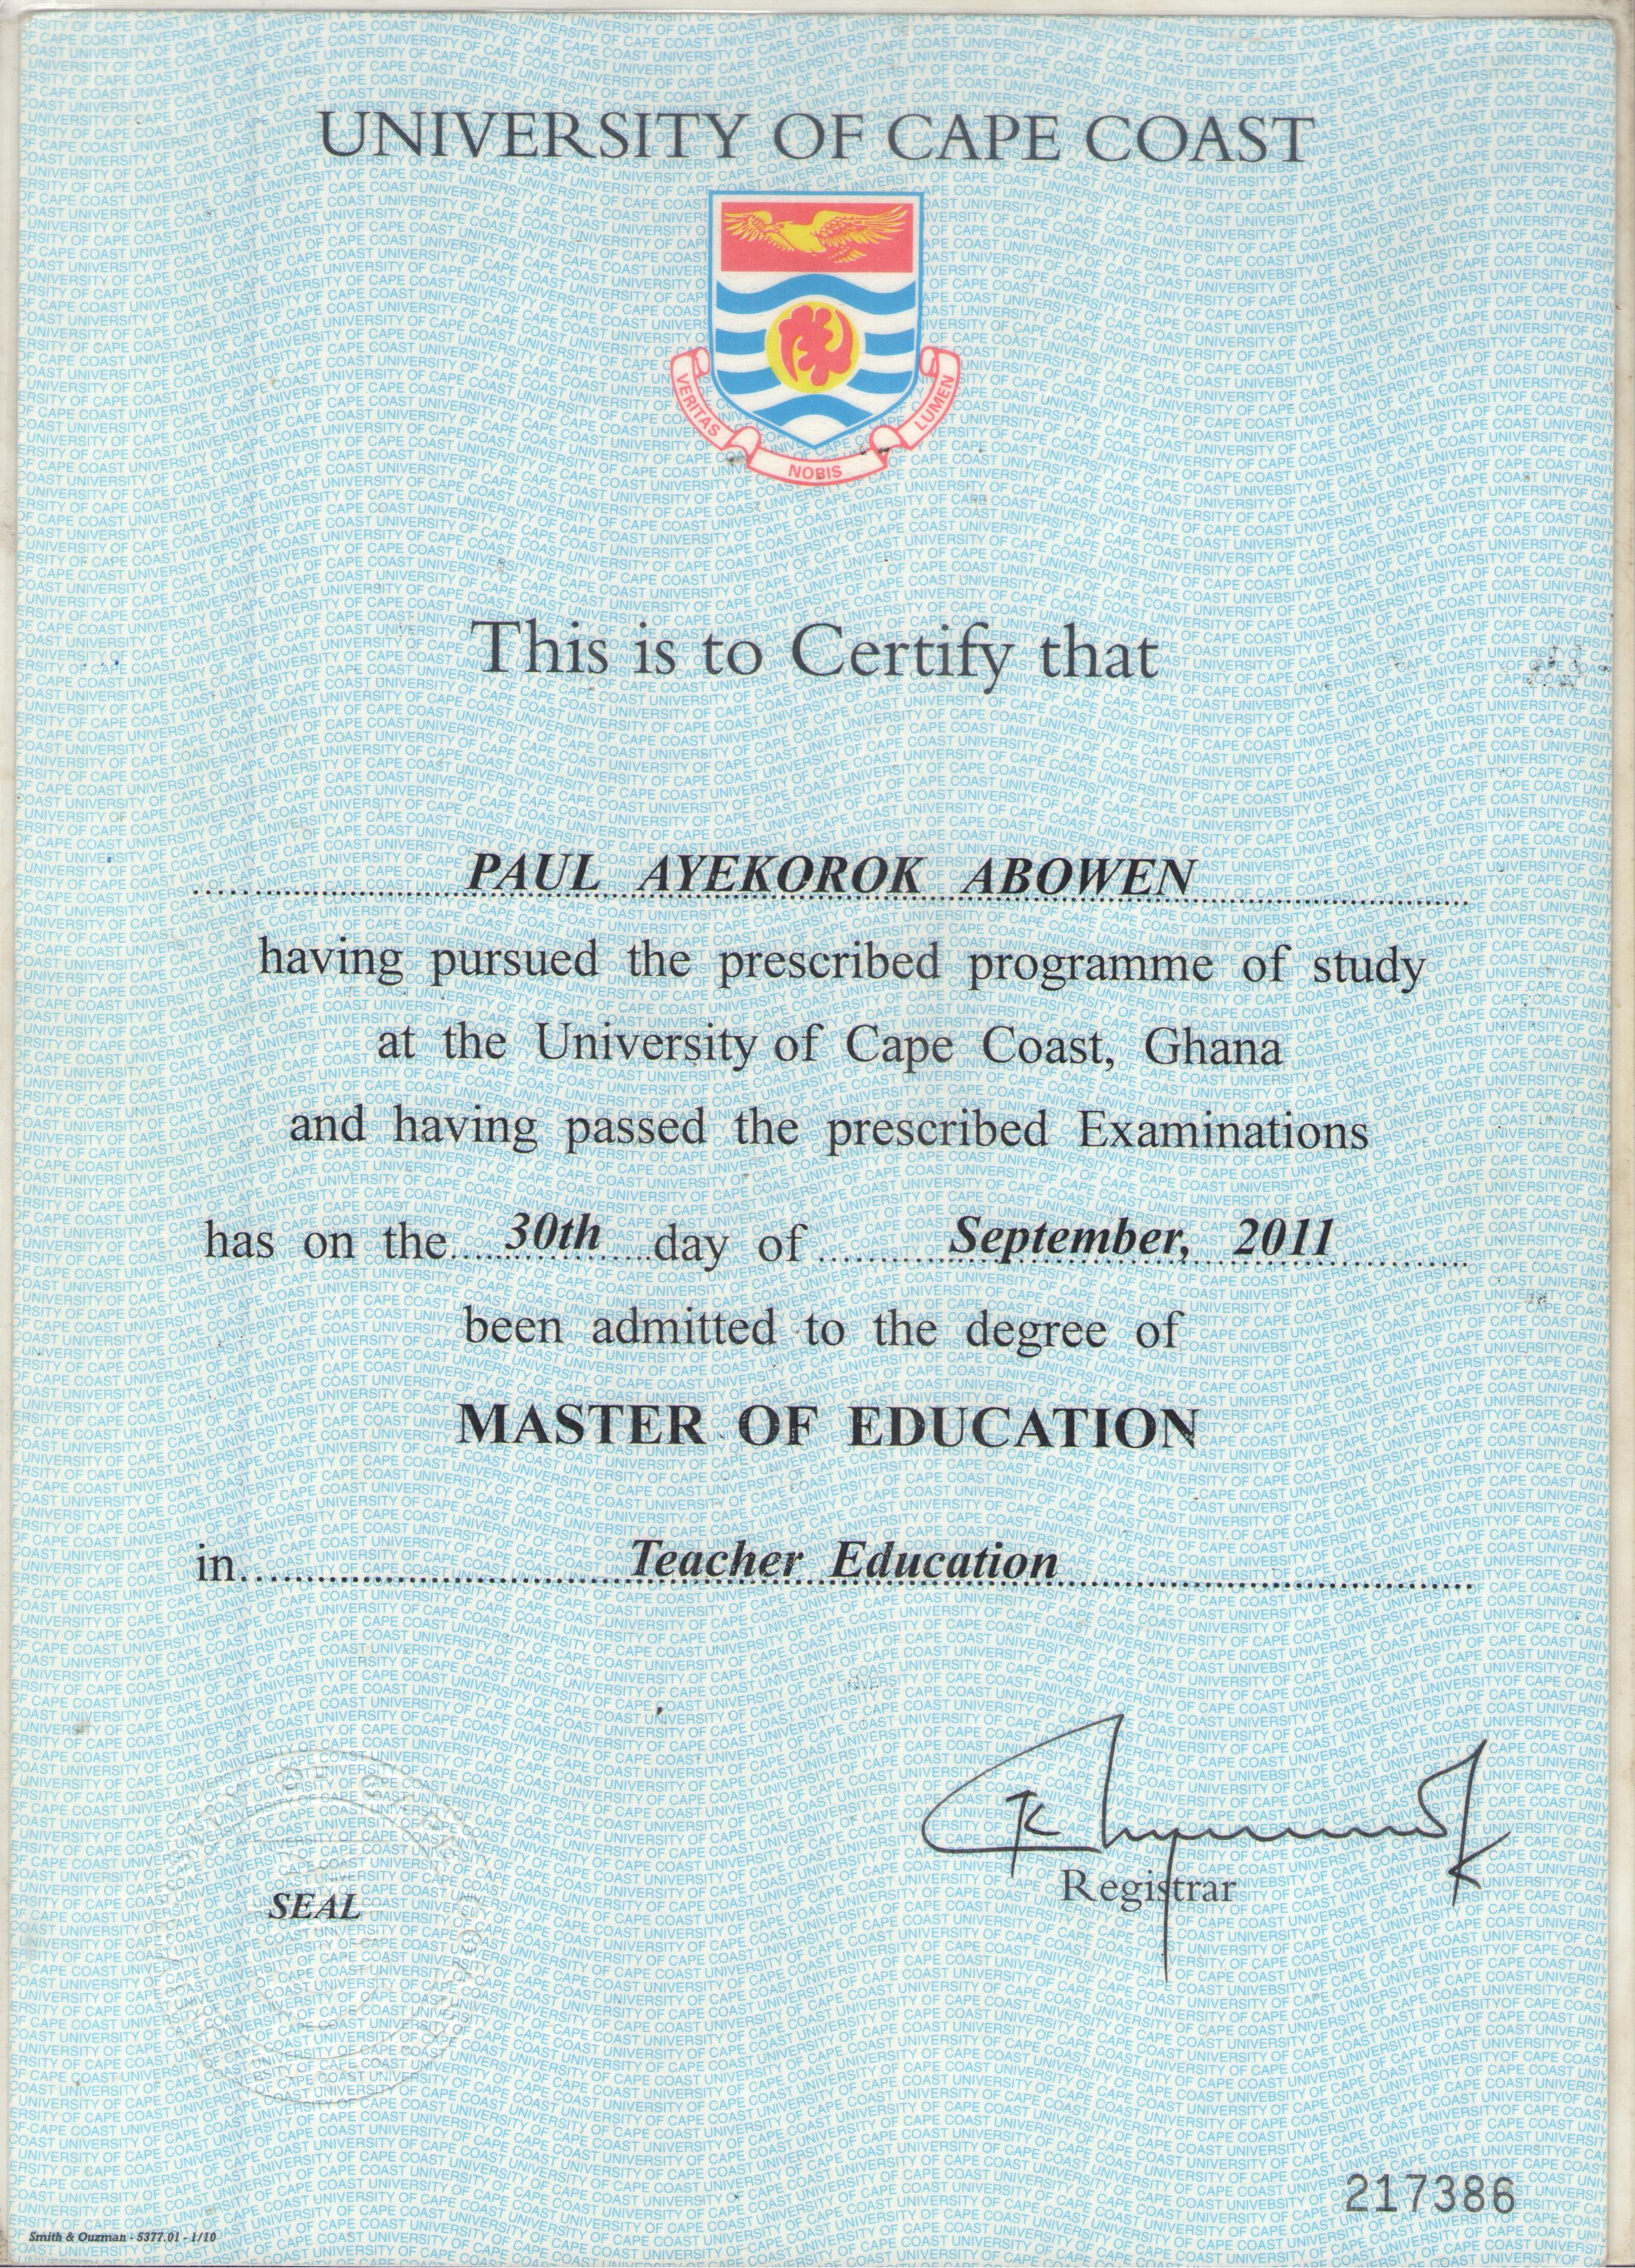 UNIVERSITY OF CAPE COAST
VERITAS NOBIS LUMEN
This is to Certify that
PAUL AYEKOROK ABOWEN
having pursued the prescribed programme of study
at the University of Cape Coast, Ghana
and having passed the prescribed Examinations
has on the 30th day of September, 2011
been admitted to the degree of
MASTER OF EDUCATION
in Teacher Education
Registrar
SEAL
217386
Smith & Ouzman - 5377.01 - 1/10